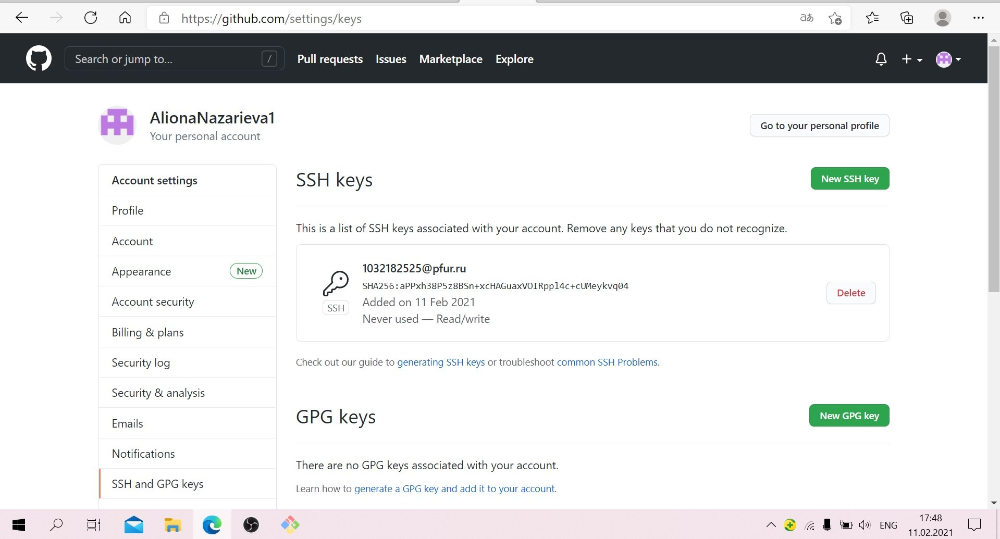 https://github.com/settings/keys
Search or jump to...
/
Pull requests
Issues
Marketplace
Explore
AlionaNazarieva1
Your personal account
Go to your personal profile
Account settings
Profile
Account
Appearance
New
Account security
Billing & plans
Security log
Security & analysis
Emails
Notifications
SSH and GPG keys
SSH keys
New SSH key
This is a list of SSH keys associated with your account. Remove any keys that you do not recognize.
1032182525@pfur.ru
SHA256:aPPxh38P5z8BSn+xcHAGuaxVOIRppl4c+cUMeykvq04
Added on 11 Feb 2021
Never used — Read/write
SSH
Delete
Check out our guide to generating SSH keys or troubleshoot common SSH Problems.
GPG keys
New GPG key
There are no GPG keys associated with your account.
Learn how to generate a GPG key and add it to your account.
ENG
17:48
11.02.2021